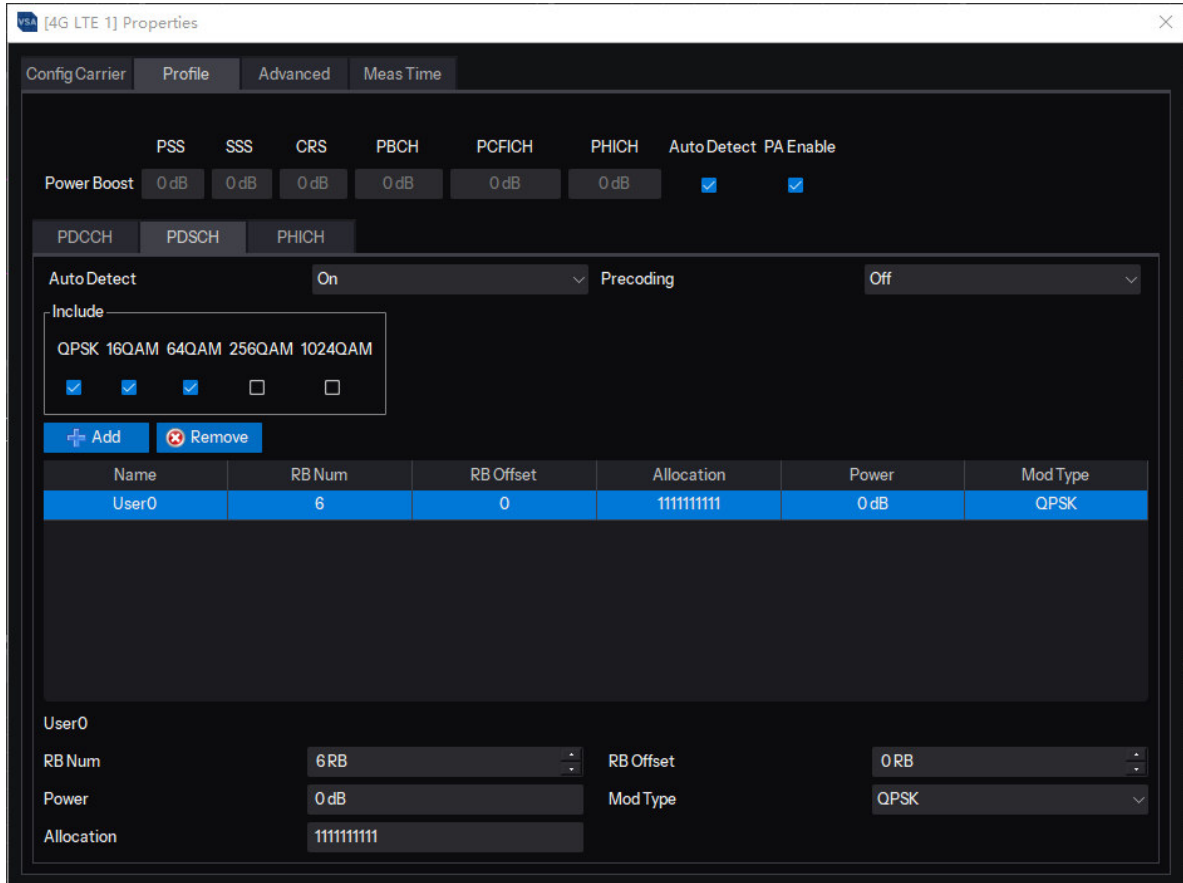 VSA [4G LTE 1] Properties
Config Carrier Profile Advanced Meas Time
PSS SSS CRS PBCH PCFICH PHICH Auto Detect PA Enable
Power Boost 0 dB 0 dB 0 dB 0 dB 0 dB 0 dB
PDCCH PDSCH PHICH
Auto Detect On Precoding Off
Include
QPSK 16QAM 64QAM 256QAM 1024QAM
Add Remove
Name RB Num RB Offset Allocation Power Mod Type
User0 6 0 1111111111 0 dB QPSK
User0
RB Num 6 RB RB Offset 0 RB
Power 0 dB Mod Type QPSK
Allocation 1111111111